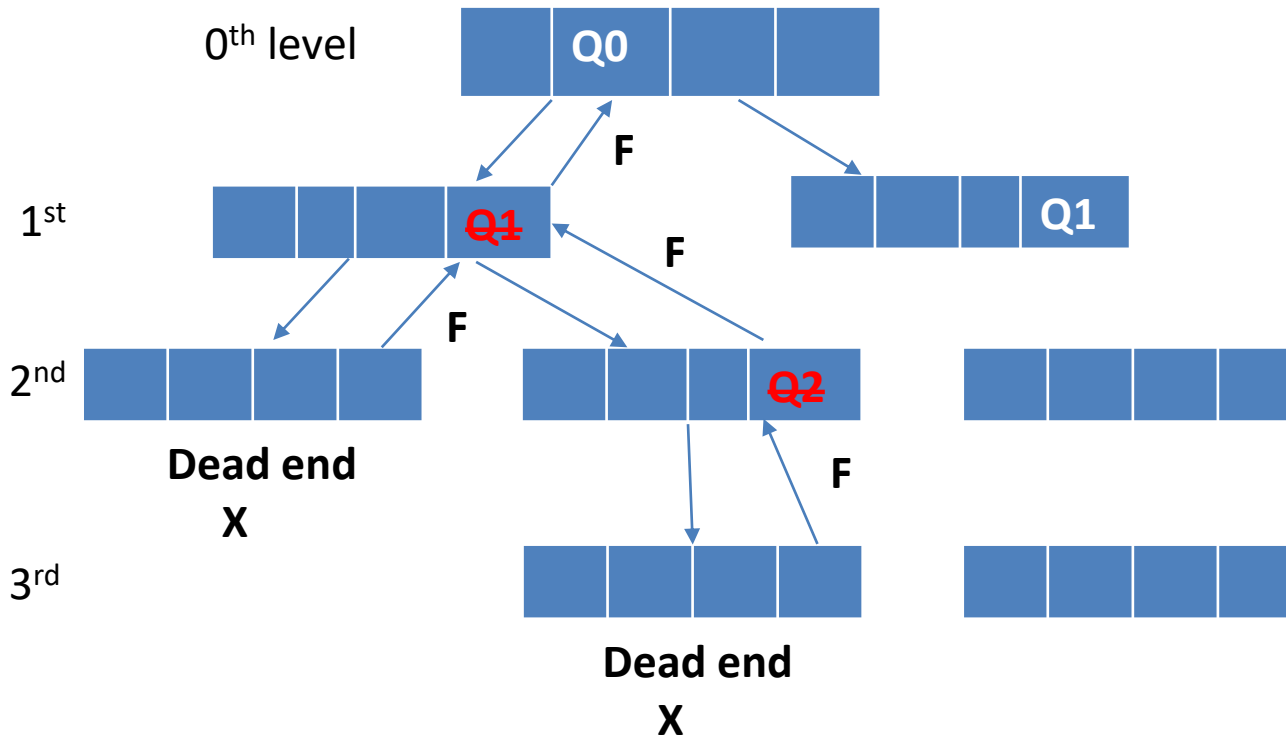 0th level
Q0
F
1st
Q1
Q1
F
F
2nd
Q2
Dead end
X
F
3rd
Dead end
X